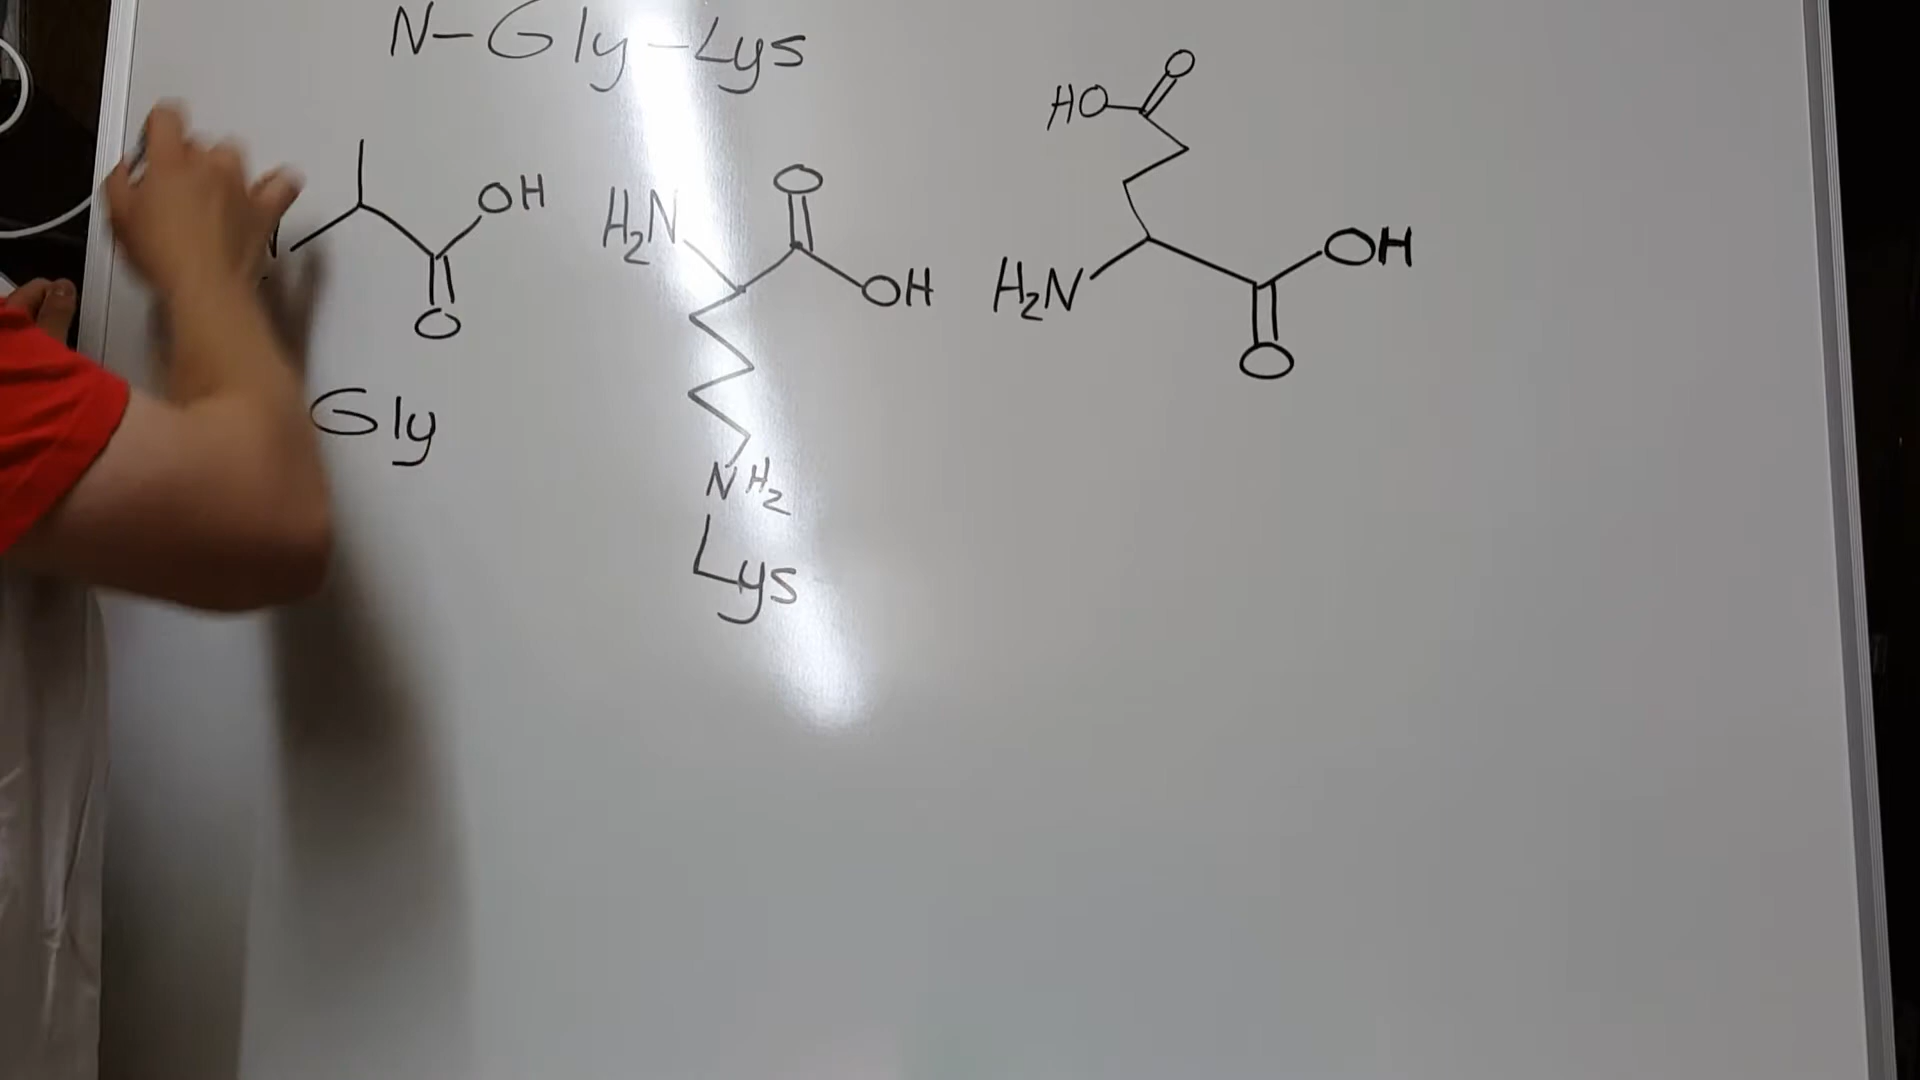 N-Gly-Lys
HO O
OH
O
N
O
H₂N
OH
H₂N
OH
O
Gly
NH₂
Lys